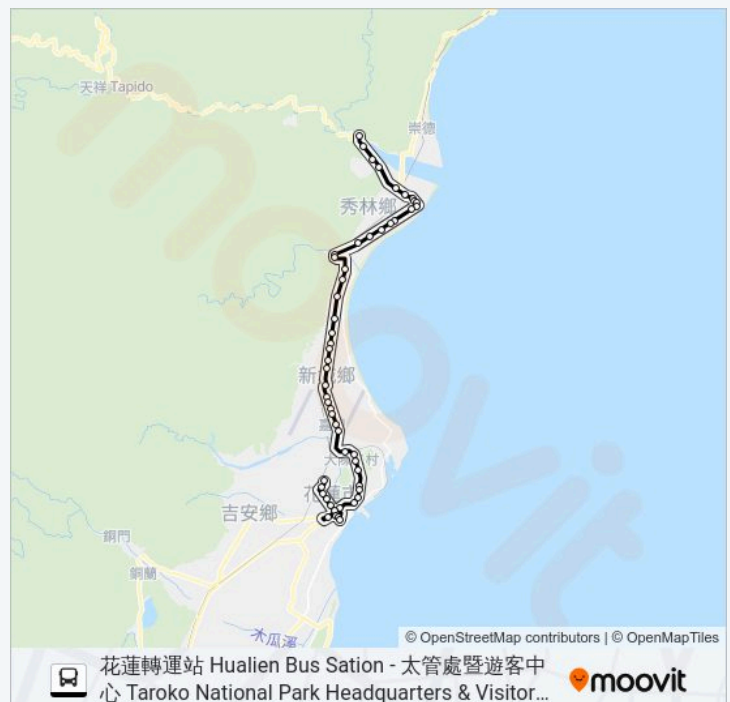 天祥 Tapido
崇德
秀林鄉
新城鄉
吉安鄉
銅門
銅蘭
木瓜溪
© OpenStreetMap contributors | © OpenMapTiles
花蓮轉運站 Hualien Bus Sation - 太管處暨遊客中
心 Taroko National Park Headquarters & Visitor...
moovit
moovit